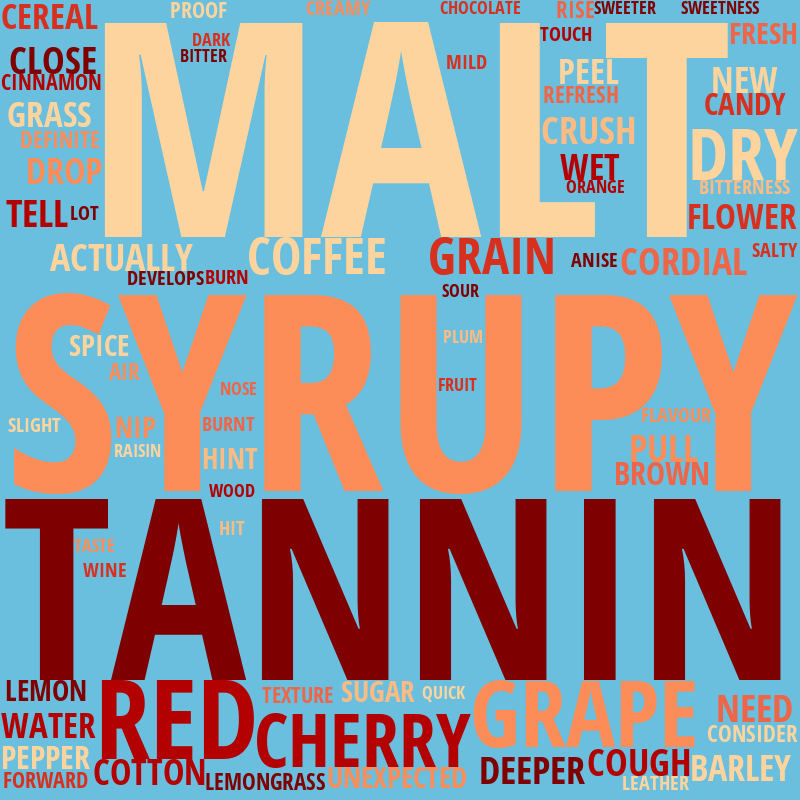 CEREAL
PROOF
CREAMY
CHOCOLATE
RISE
SWEETER
SWEETNESS
DARK
BITTER
TOUCH
FRESH
CLOSE
CINNAMON
MALT
MILD
PEEL
REFRESH
NEW
CANDY
GRASS
DEFINITE
DROP
CRUSH
DRY
WET
ORANGE
BITTERNESS
TELL
LOT
FLOWER
ACTUALLY
DEVELOPS
BURN
COFFEE
GRAIN
ANISE
CORDIAL
SALTY
SOUR
SYRUPY
SPICE
AIR
NOSE
PLUM
FRUIT
SLIGHT
NIP
RAISIN
BURNT
HINT
FLAVOUR
PULL
BROWN
WOOD
TANNIN
HIT
TASTE
WINE
LEMON
WATER
PEPPER
FORWARD
RED
COTTON
TEXTURE
SUGAR
QUICK
CHERRY
LEMONGRASS
UNEXPECTED
GRAPE
DEEPER
COUGH
LEATHER
NEED
CONSIDER
BARLEY